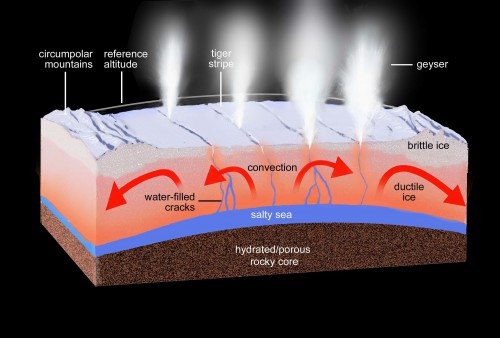 circumpolar
mountains
reference
altitude
tiger
stripe
geyser
brittle ice
convection
water-filled
cracks
ductile
ice
salty sea
hydrated/porous
rocky core